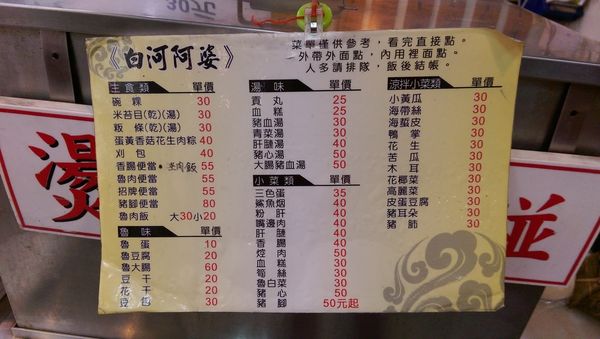 《白河阿婆》
菜單僅供參考，看完直接點。
外帶外面點，內用裡面點。
人多請排隊，飯後結帳。
主食類 單價
碗粿 30
米苔目(乾)(湯) 30
粄條(乾)(湯) 30
蛋黃香菇花生肉粽 40
刈包 40
香腸便當 迷肉飯 55
魯肉便當 55
招牌便當 55
豬腳便當 80
魯肉飯 大30小20
魯味 單價
魯蛋 10
魯豆腐 20
魯大腸 60
豆干 20
花干 20
豆包 30
湯味 單價
貢丸 25
血糕 25
豬血湯 30
青菜湯 30
肝腱湯 40
豬心湯 50
大腸豬血湯 50
小菜類 單價
三色蛋 35
鯊魚烟 40
粉肝 40
嘴邊肉 40
肝腱 40
香腸 40
焢肉 50
血糕 30
筍絲 30
魯白菜 30
豬心 50
豬腳 50元起
涼拌小菜類 單價
小黃瓜 30
海帶絲 30
海蜇皮 30
鴨掌 30
花生 30
苦瓜 30
木耳 30
花椰菜 30
高麗菜 30
皮蛋豆腐 30
豬耳朵 30
豬肺 30
湯
燙
碰